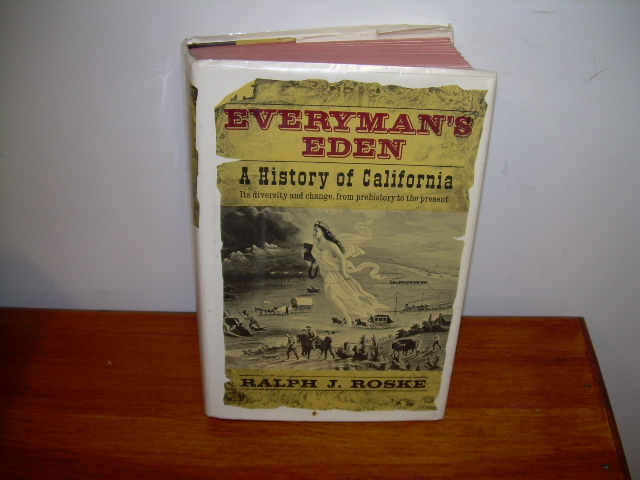 EVERYMAN'S
EDEN
A History of California
Its diversity and change, from prehistory to the present
RALPH J. ROSKE